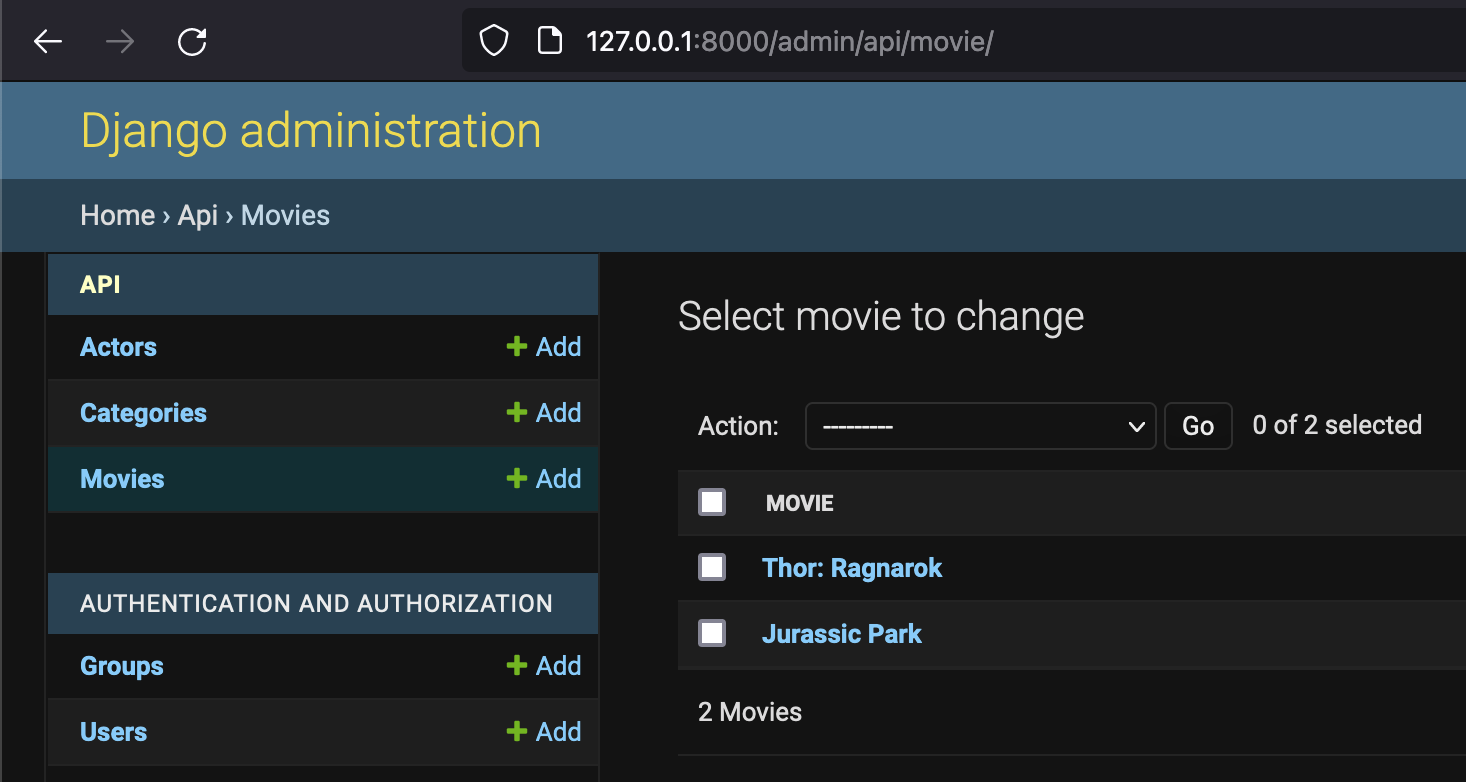 127.0.0.1:8000/admin/api/movie/
Django administration
Home › Api › Movies
API
Actors + Add
Categories + Add
Movies + Add
AUTHENTICATION AND AUTHORIZATION
Groups + Add
Users + Add
Select movie to change
Action: --------- Go 0 of 2 selected
MOVIE
Thor: Ragnarok
Jurassic Park
2 Movies